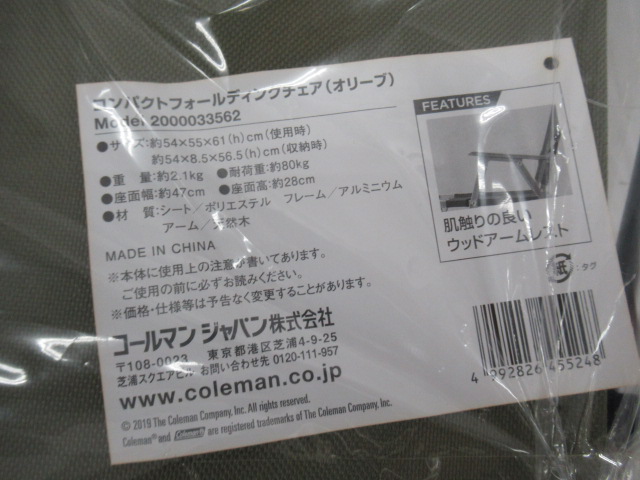 コンパクトフォールディングチェア(オリーブ)
Model 2000033562
●サイズ:約54×55×61(h)cm(使用時)
約54×8.5×56.5(h)cm(収納時)
●重 量:約2.1kg ●耐荷重:約80kg
●座面幅:約47cm ●座面高:約28cm
●材 質:シート/ポリエステル フレーム/アルミニウム
アーム/天然木
MADE IN CHINA
※本体に使用上の注意が書いてあります。
ご使用の前に必ずお読みください。
※価格・仕様等は予告なく変更することがあります。
コールマン ジャパン株式会社
〒108-0023 東京都港区芝浦4-9-25
芝浦スクエアビル お問い合わせ先 0120-111-957
www.coleman.co.jp
© 2019 The Coleman Company, Inc. All rights reserved.
Coleman® and Coleman are registered trademarks of The Coleman Company, Inc.
FEATURES
肌触りの良い
ウッドアームレスト
紙 :タグ
4 992826 455248